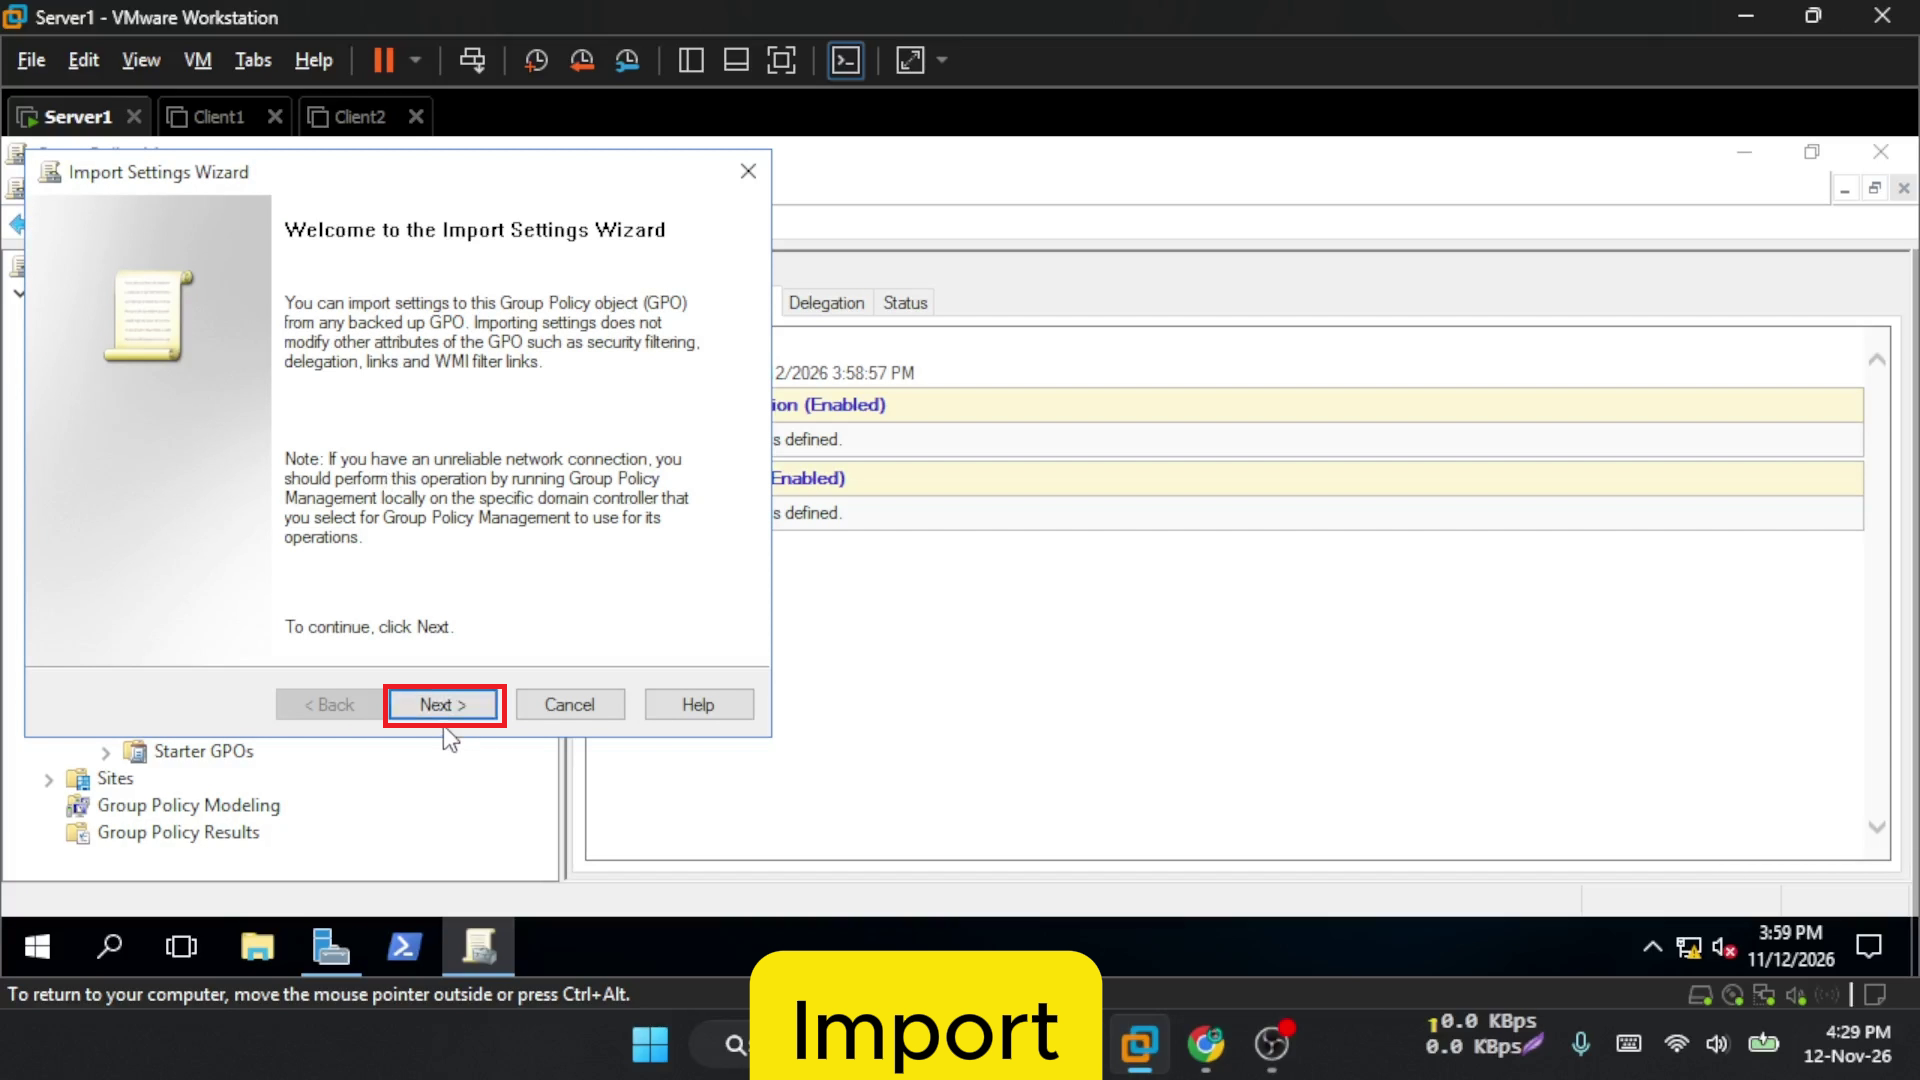 Server1 - VMware Workstation
File Edit View VM Tabs Help
Server1 Client1 Client2
Import Settings Wizard
Welcome to the Import Settings Wizard
You can import settings to this Group Policy object (GPO)
from any backed up GPO. Importing settings does not
modify other attributes of the GPO such as security filtering,
delegation, links and WMI filter links.
Note: If you have an unreliable network connection, you
should perform this operation by running Group Policy
Management locally on the specific domain controller that
you select for Group Policy Management to use for its
operations.
To continue, click Next.
< Back Next > Cancel Help
Delegation Status
2/2026 3:58:57 PM
ion (Enabled)
s defined.
Enabled)
s defined.
Starter GPOs
Sites
Group Policy Modeling
Group Policy Results
3:59 PM
11/12/2026
To return to your computer, move the mouse pointer outside or press Ctrl+Alt.
Import
0.0 KBps
0.0 KBps
4:29 PM
12-Nov-26